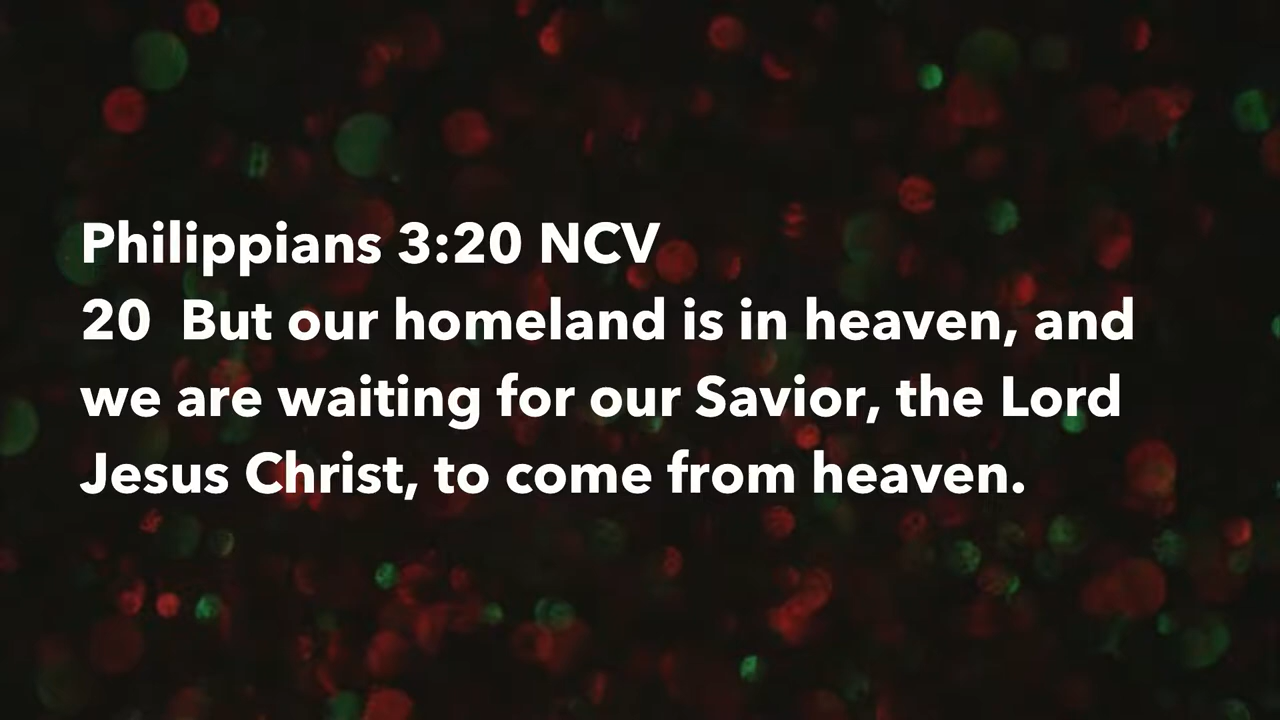 Philippians 3:20 NCV
20 But our homeland is in heaven, and
we are waiting for our Savior, the Lord
Jesus Christ, to come from heaven.